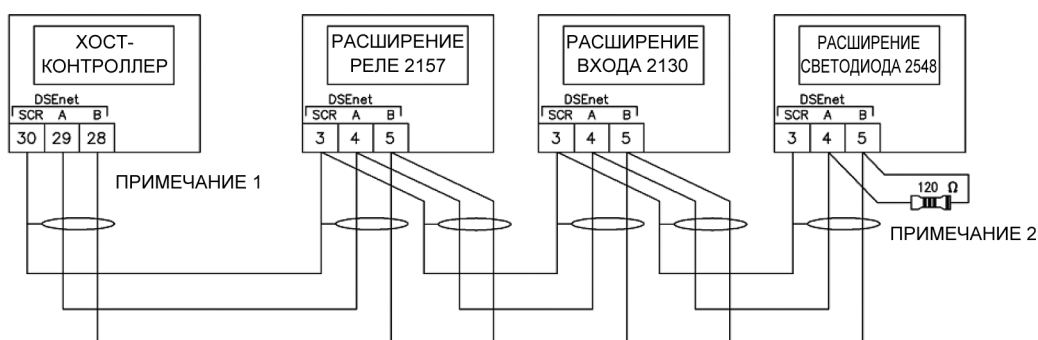 ХОСТ-
КОНТРОЛЛЕР
DSEnet
SCR A B
30 29 28
РАСШИРЕНИЕ
РЕЛЕ 2157
DSEnet
SCR A B
3 4 5
РАСШИРЕНИЕ
ВХОДА 2130
DSEnet
SCR A B
3 4 5
РАСШИРЕНИЕ
СВЕТОДИОДА 2548
DSEnet
SCR A B
3 4 5
ПРИМЕЧАНИЕ 1
120 Ω
ПРИМЕЧАНИЕ 2